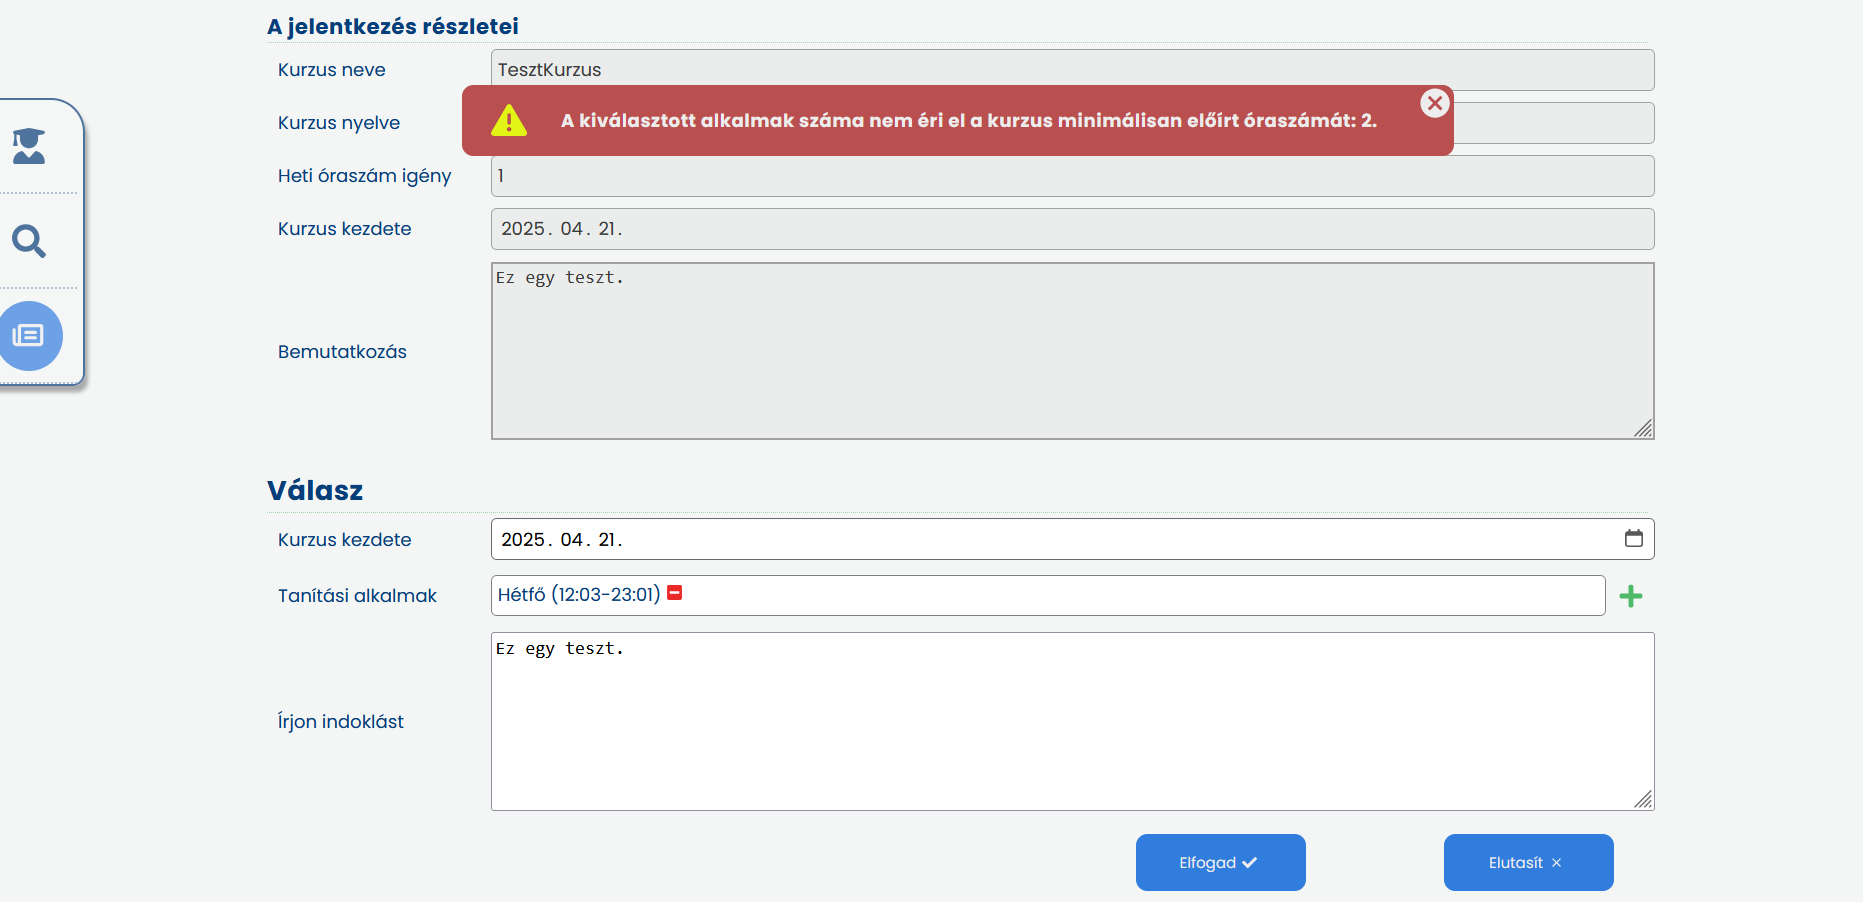 A jelentkezés részletei
Kurzus neve
TesztKurzus
A kiválasztott alkalmak száma nem éri el a kurzus minimálisan előírt óraszámát: 2.
Kurzus nyelve
Heti óraszám igény
1
Kurzus kezdete
2025. 04. 21.
Bemutatkozás
Ez egy teszt.
Válasz
Kurzus kezdete
2025. 04. 21.
Tanítási alkalmak
Hétfő (12:03-23:01)
Írjon indoklást
Ez egy teszt.
Elfogad
Elutasít